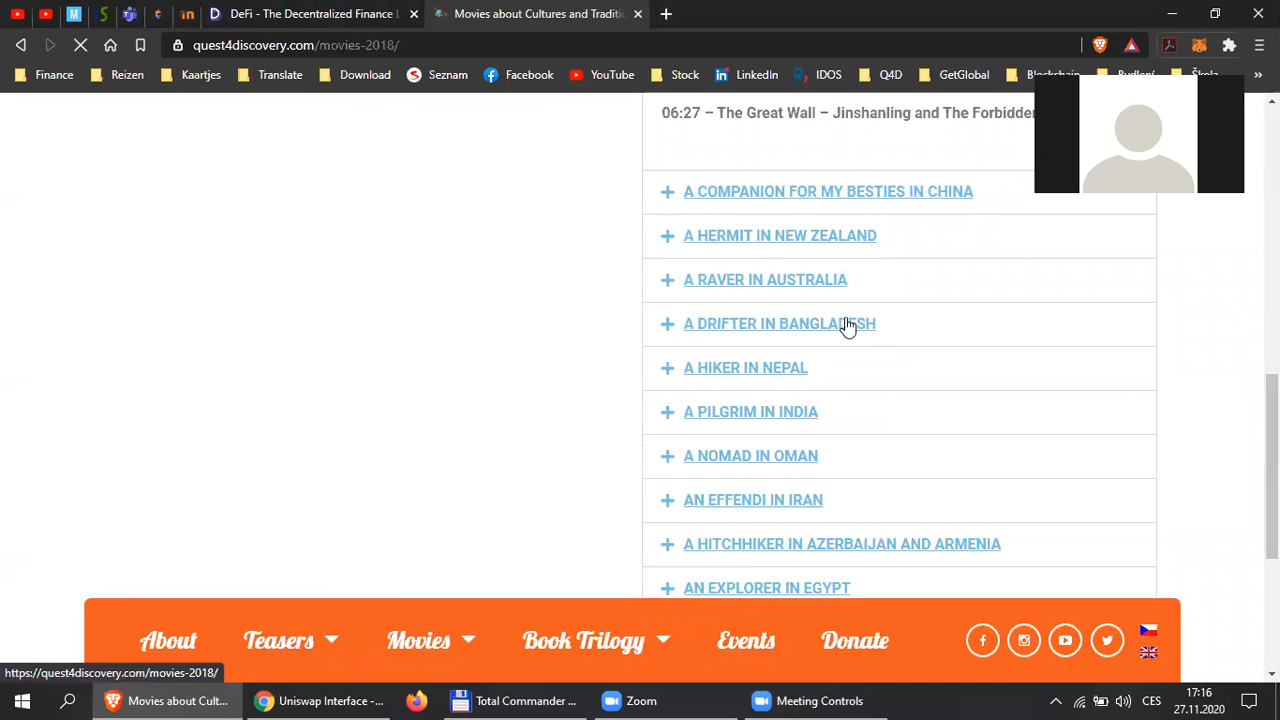 DeFi - The Decentralized Finance L
Movies about Cultures and Traditi
quest4discovery.com/movies-2018/
Finance
Reizen
Kaartjes
Translate
Download
Seznam
Facebook
YouTube
Stock
LinkedIn
IDOS
Q4D
GetGlobal
Blockchain
Bydlení
Škola
06:27 – The Great Wall – Jinshanling and The Forbidden
A COMPANION FOR MY BESTIES IN CHINA
A HERMIT IN NEW ZEALAND
A RAVER IN AUSTRALIA
A DRIFTER IN BANGLADESH
A HIKER IN NEPAL
A PILGRIM IN INDIA
A NOMAD IN OMAN
AN EFFENDI IN IRAN
A HITCHHIKER IN AZERBAIJAN AND ARMENIA
AN EXPLORER IN EGYPT
About
Teasers
Movies
Book Trilogy
Events
Donate
https://quest4discovery.com/movies-2018/
Movies about Cult...
Uniswap Interface - ...
Total Commander ...
Zoom
Meeting Controls
CES
17:16
27.11.2020